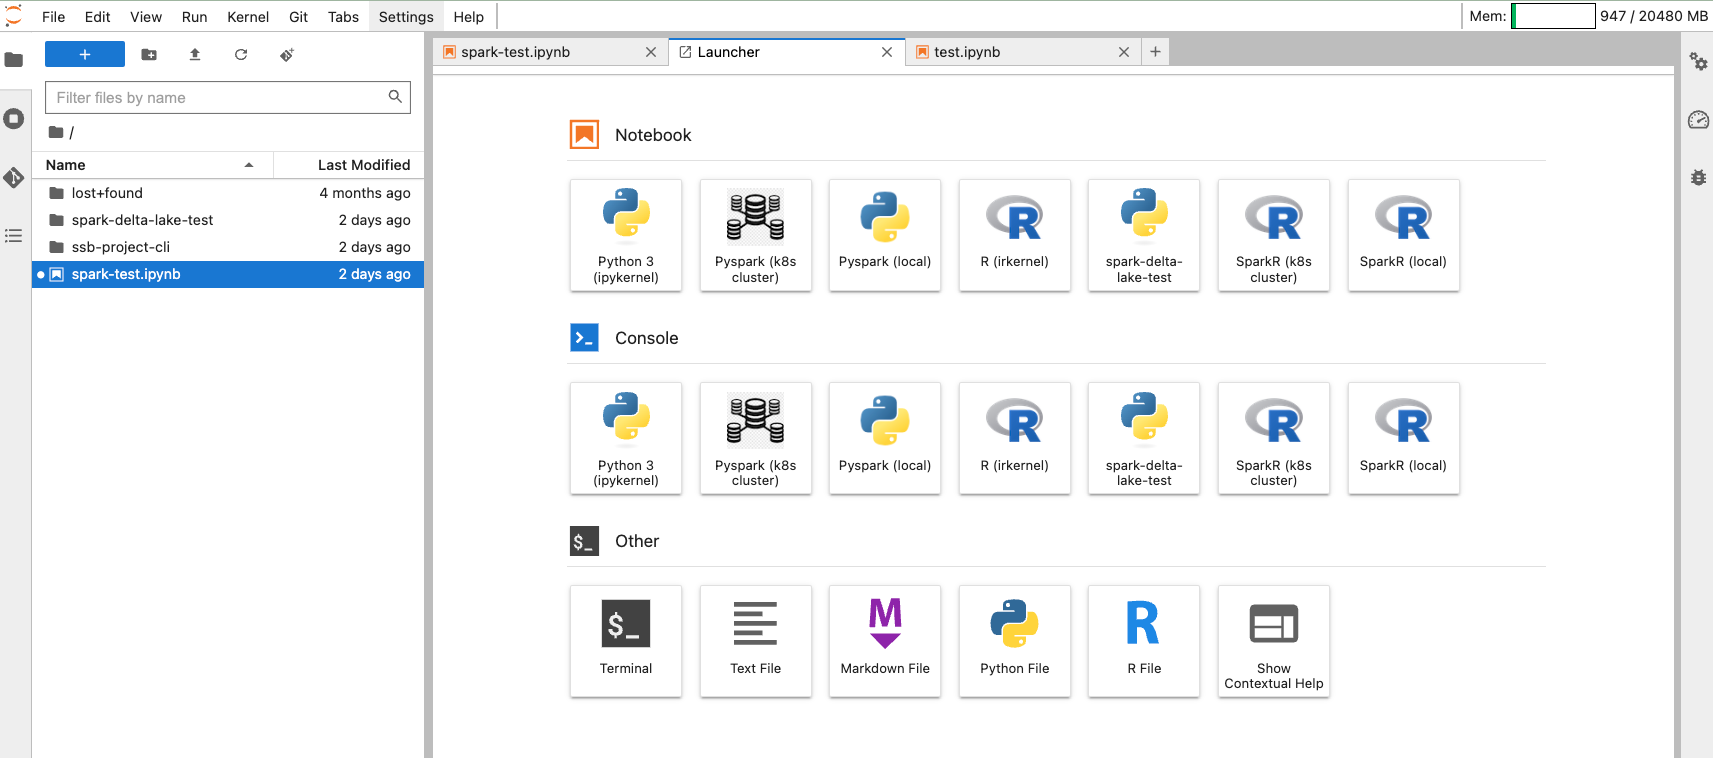 File Edit View Run Kernel Git Tabs Settings Help
Mem: 947 / 20480 MB
spark-test.ipynb
Launcher
test.ipynb
Filter files by name
/
Name Last Modified
lost+found 4 months ago
spark-delta-lake-test 2 days ago
ssb-project-cli 2 days ago
spark-test.ipynb 2 days ago
Notebook
Python 3
(ipykernel)
Pyspark (k8s
cluster)
Pyspark (local)
R (irkernel)
spark-delta-
lake-test
SparkR (k8s
cluster)
SparkR (local)
Console
Python 3
(ipykernel)
Pyspark (k8s
cluster)
Pyspark (local)
R (irkernel)
spark-delta-
lake-test
SparkR (k8s
cluster)
SparkR (local)
$_ Other
$_
Terminal
Text File
M
Markdown File
Python File
R
R File
Show
Contextual Help